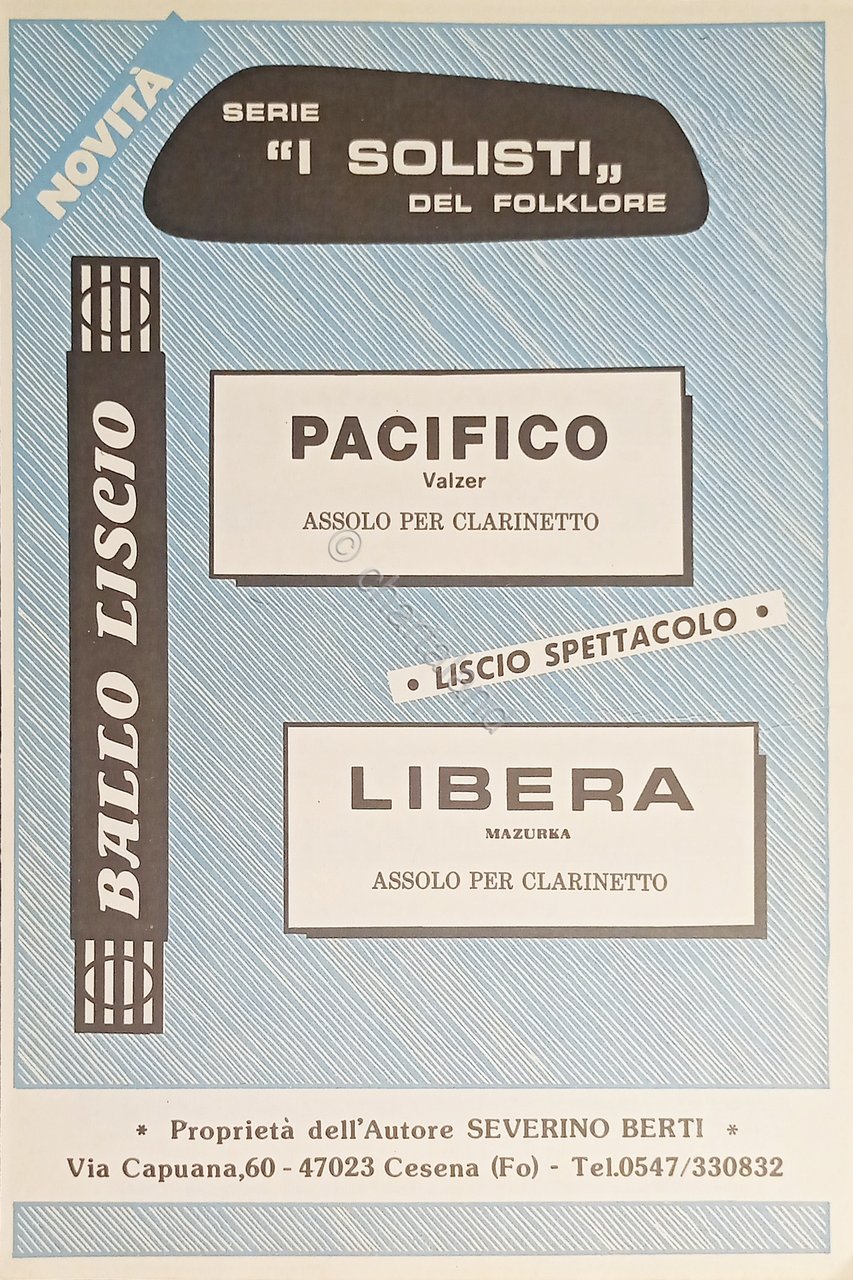 NOVITÀ
SERIE
“I SOLISTI„
DEL FOLKLORE
BALLO LISCIO
PACIFICO
Valzer
ASSOLO PER CLARINETTO
• LISCIO SPETTACOLO •
LIBERA
MAZURKA
ASSOLO PER CLARINETTO
* Proprietà dell'Autore SEVERINO BERTI *
Via Capuana,60 - 47023 Cesena (Fo) - Tel.0547/330832